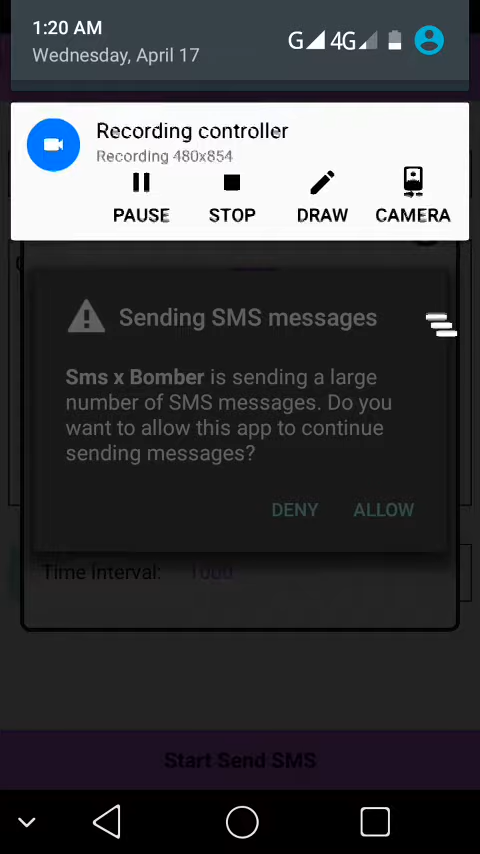 1:20 AM
Wednesday, April 17
G 4G
Recording controller
Recording 480x854
PAUSE STOP DRAW CAMERA
Sending SMS messages
Sms x Bomber is sending a large
number of SMS messages. Do you
want to allow this app to continue
sending messages?
DENY ALLOW
Time Interval: 1000
Start Send SMS